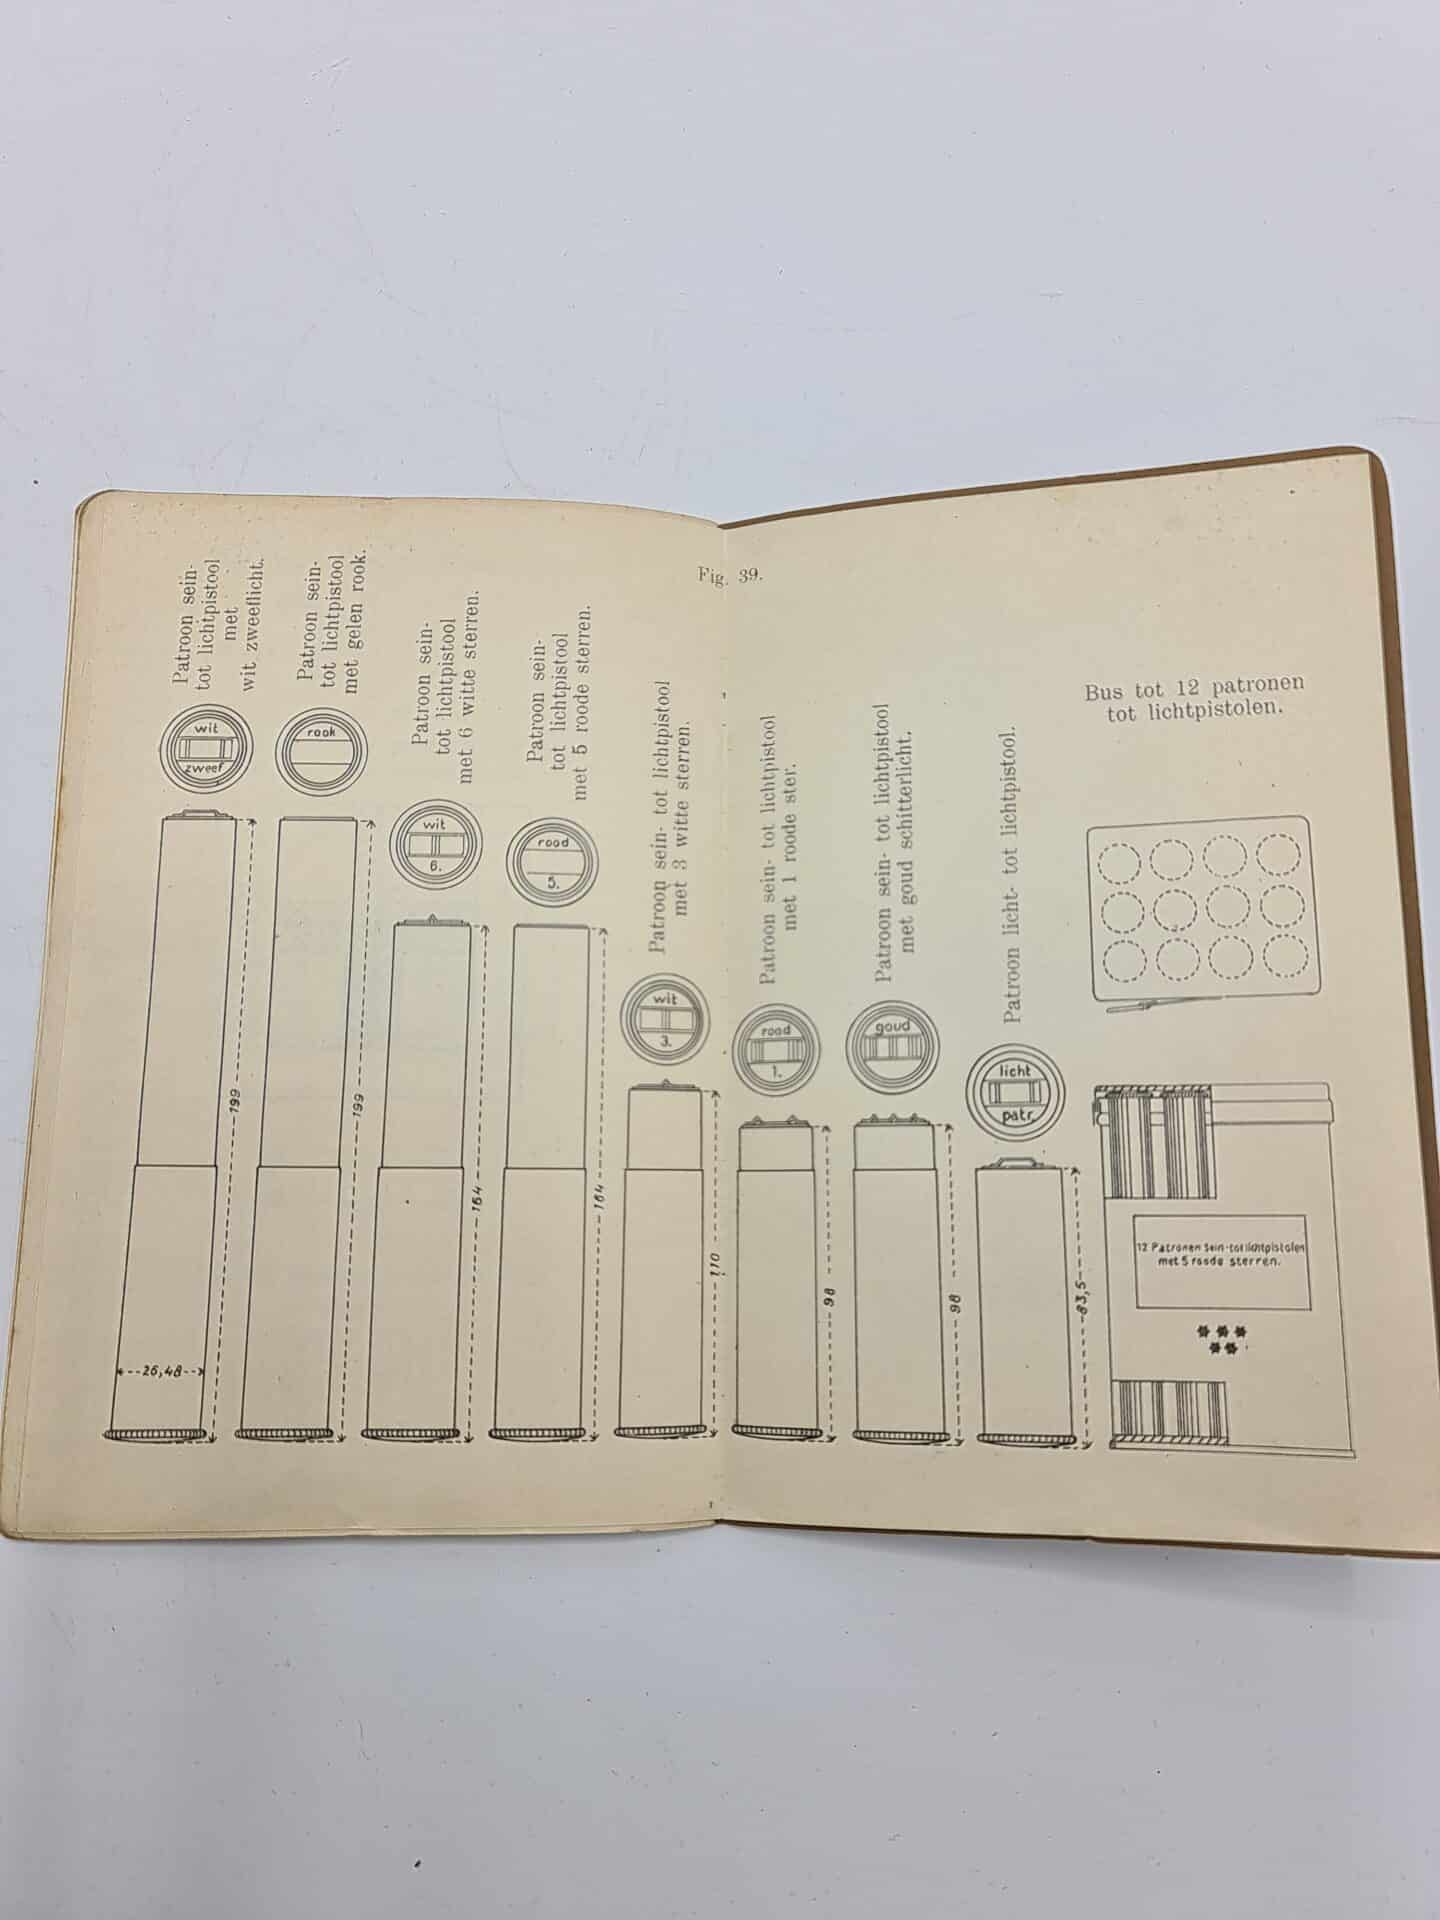 Fig. 39.
Patroon sein-
tot lichtpistool
met
wit zweeflicht.
wit
zweef
199
26,48
Patroon sein-
tot lichtpistool
met gelen rook.
rook
199
Patroon sein-
tot lichtpistool
met 6 witte sterren.
wit
6.
164
Patroon sein-
tot lichtpistool
met 5 roode sterren.
rood
5.
164
Patroon sein- tot lichtpistool
met 3 witte sterren.
wit
3.
110
Patroon sein- tot lichtpistool
met 1 roode ster.
rood
1.
98
Patroon sein- tot lichtpistool
met goud schitterlicht.
goud
98
Patroon licht- tot lichtpistool.
licht
patr.
83,5
Bus tot 12 patronen
tot lichtpistolen.
12 Patronen Sein-tot lichtpistolen
met 5 roode sterren.